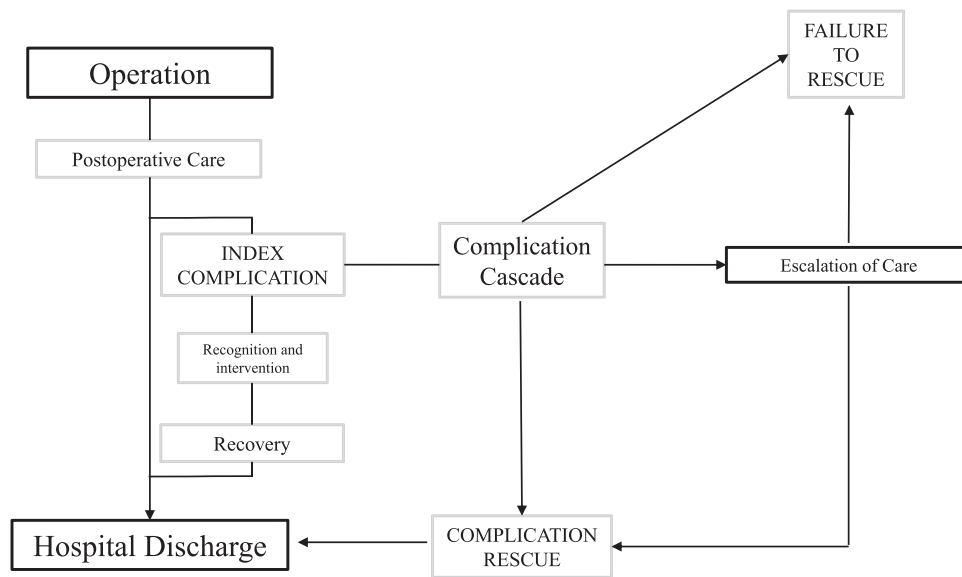 FAILURE
TO
RESCUE
Operation
Postoperative Care
INDEX
COMPLICATION
Complication
Cascade
Escalation of Care
Recognition and
intervention
Recovery
Hospital Discharge
COMPLICATION
RESCUE